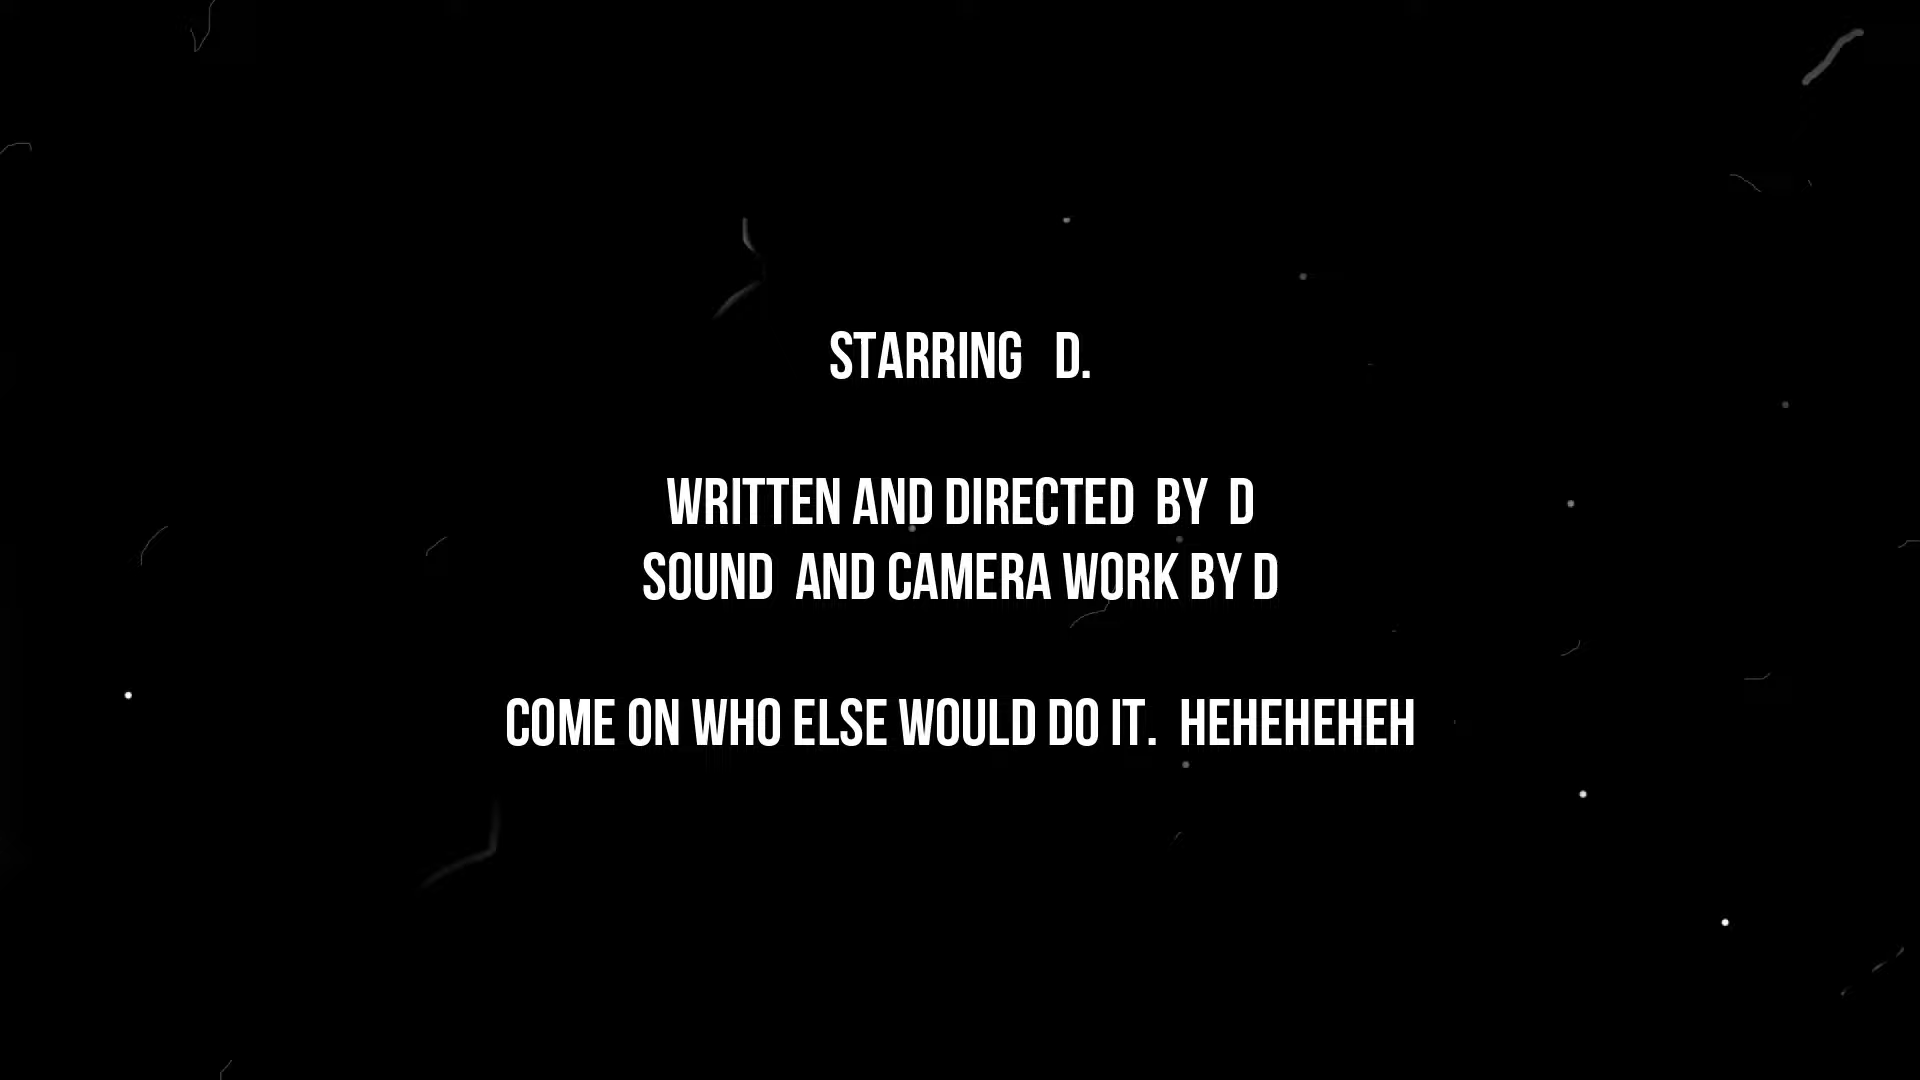 STARRING D.
WRITTEN AND DIRECTED BY D
SOUND AND CAMERA WORK BY D
COME ON WHO ELSE WOULD DO IT. HEHEHEHEH